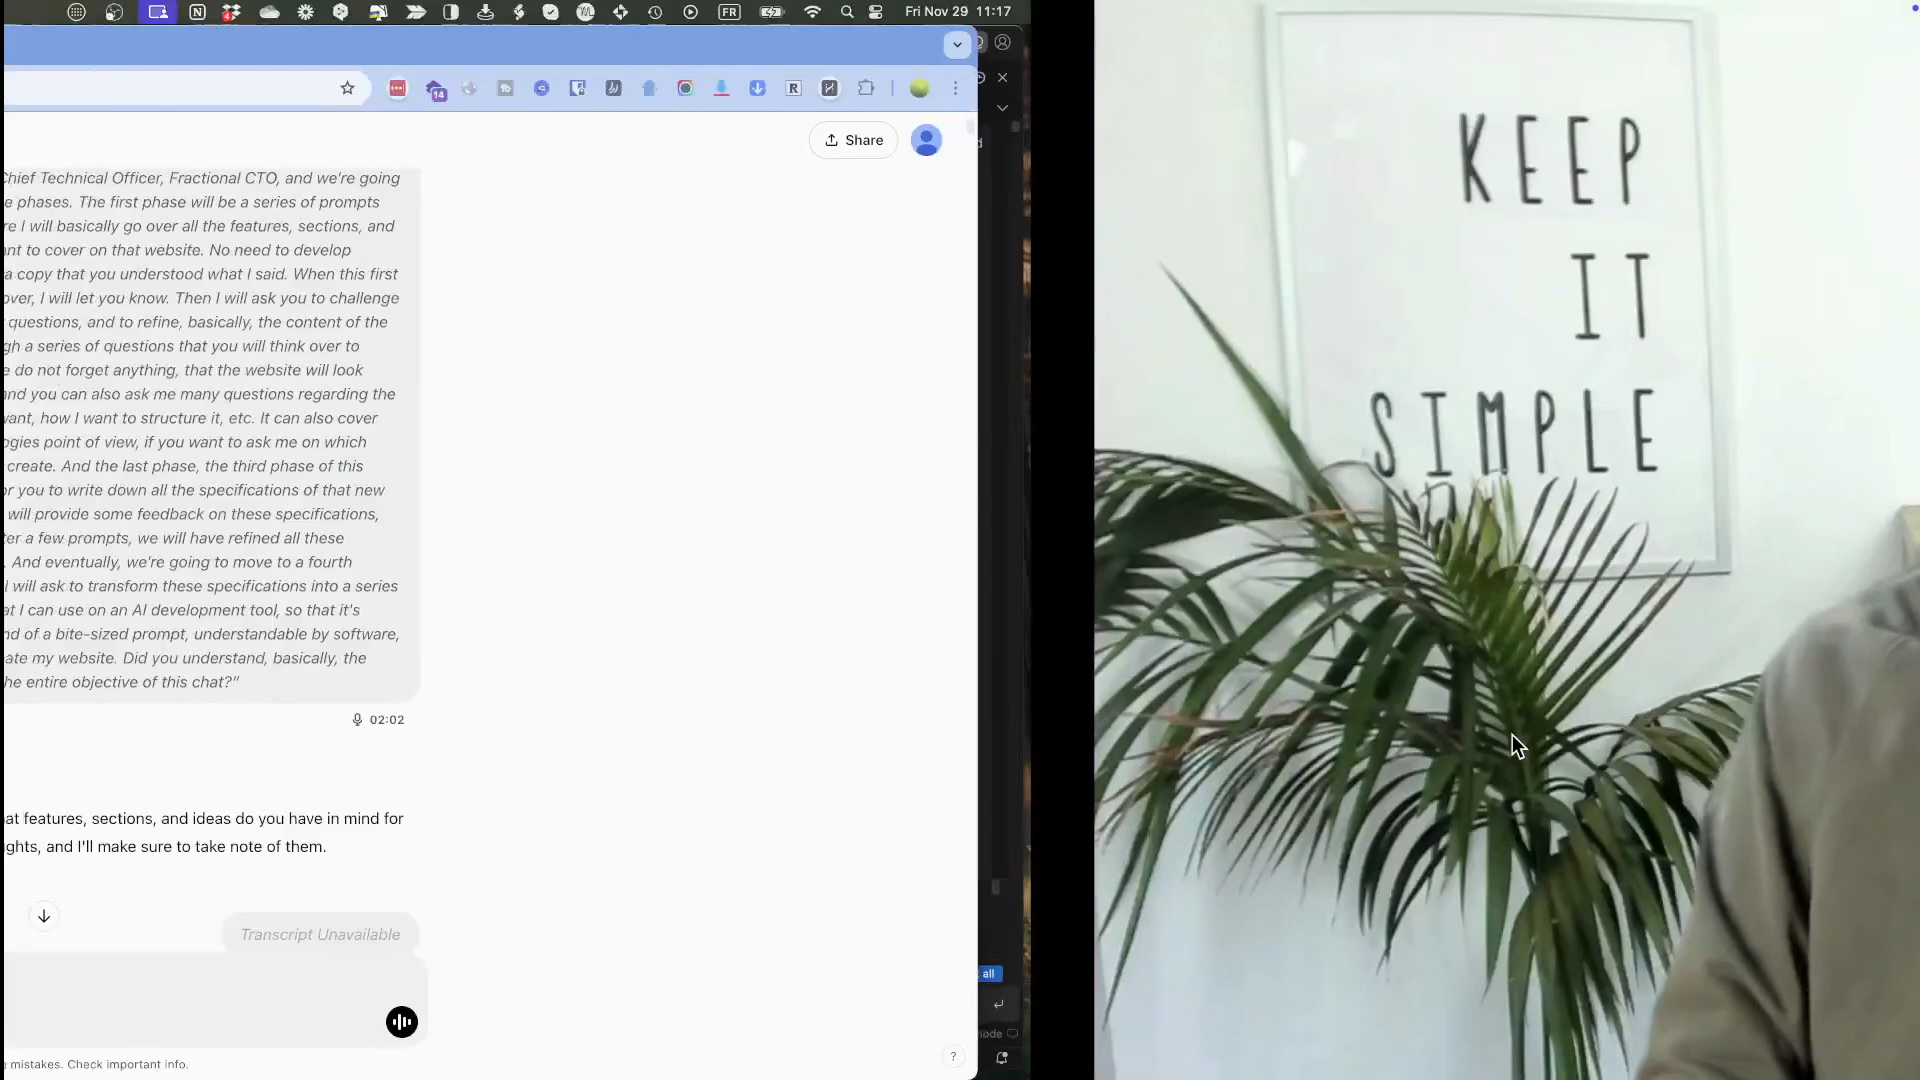 FR
Fri Nov 29 11:17
4
14
Share
Chief Technical Officer, Fractional CTO, and we're going
e phases. The first phase will be a series of prompts
re I will basically go over all the features, sections, and
nt to cover on that website. No need to develop
a copy that you understood what I said. When this first
over, I will let you know. Then I will ask you to challenge
questions, and to refine, basically, the content of the
gh a series of questions that you will think over to
e do not forget anything, that the website will look
and you can also ask me many questions regarding the
want, how I want to structure it, etc. It can also cover
ogies point of view, if you want to ask me on which
create. And the last phase, the third phase of this
or you to write down all the specifications of that new
will provide some feedback on these specifications,
ter a few prompts, we will have refined all these
. And eventually, we're going to move to a fourth
I will ask to transform these specifications into a series
at I can use on an AI development tool, so that it's
nd of a bite-sized prompt, understandable by software,
ate my website. Did you understand, basically, the
he entire objective of this chat?"
02:02
at features, sections, and ideas do you have in mind for
ghts, and I'll make sure to take note of them.
Transcript Unavailable
all
node
mistakes. Check important info.
?
KEEP
IT
SIMPLE